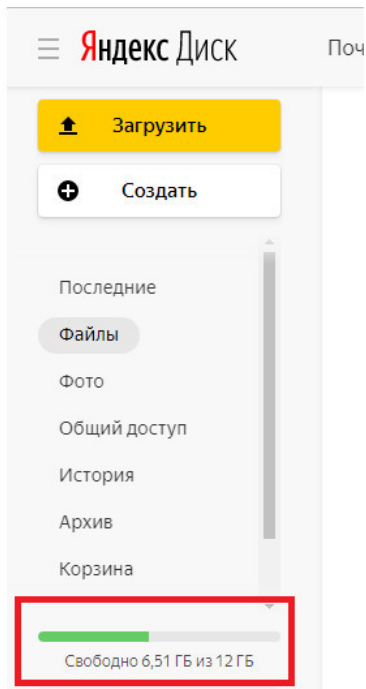 Яндекс Диск
Поч
Загрузить
Создать
Последние
Файлы
Фото
Общий доступ
История
Архив
Корзина
Свободно 6,51 ГБ из 12 ГБ